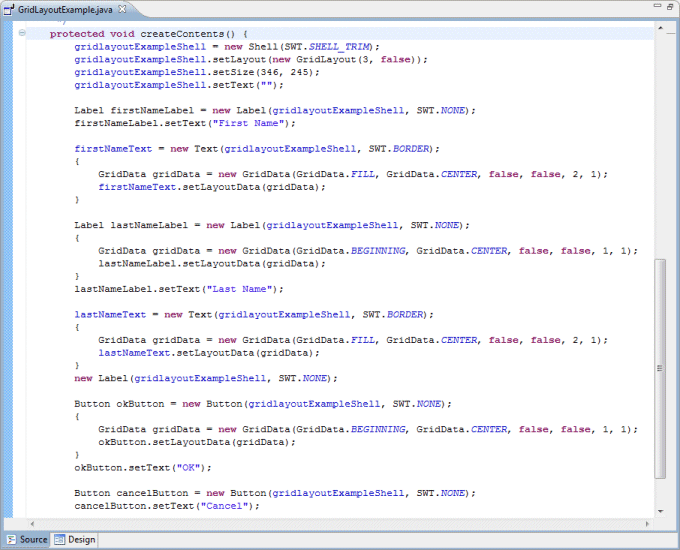 GridLayoutExample.java
*/
protected void createContents() {
gridlayoutExampleShell = new Shell(SWT.SHELL_TRIM);
gridlayoutExampleShell.setLayout(new GridLayout(3, false));
gridlayoutExampleShell.setSize(346, 245);
gridlayoutExampleShell.setText("");
Label firstNameLabel = new Label(gridlayoutExampleShell, SWT.NONE);
firstNameLabel.setText("First Name");
firstNameText = new Text(gridlayoutExampleShell, SWT.BORDER);
{
GridData gridData = new GridData(GridData.FILL, GridData.CENTER, false, false, 2, 1);
firstNameText.setLayoutData(gridData);
}
Label lastNameLabel = new Label(gridlayoutExampleShell, SWT.NONE);
{
GridData gridData = new GridData(GridData.BEGINNING, GridData.CENTER, false, false, 1, 1);
lastNameLabel.setLayoutData(gridData);
}
lastNameLabel.setText("Last Name");
lastNameText = new Text(gridlayoutExampleShell, SWT.BORDER);
{
GridData gridData = new GridData(GridData.FILL, GridData.CENTER, false, false, 2, 1);
lastNameText.setLayoutData(gridData);
}
new Label(gridlayoutExampleShell, SWT.NONE);
Button okButton = new Button(gridlayoutExampleShell, SWT.NONE);
{
GridData gridData = new GridData(GridData.BEGINNING, GridData.CENTER, false, false, 1, 1);
okButton.setLayoutData(gridData);
}
okButton.setText("OK");
Button cancelButton = new Button(gridlayoutExampleShell, SWT.NONE);
cancelButton.setText("Cancel");
Source Design